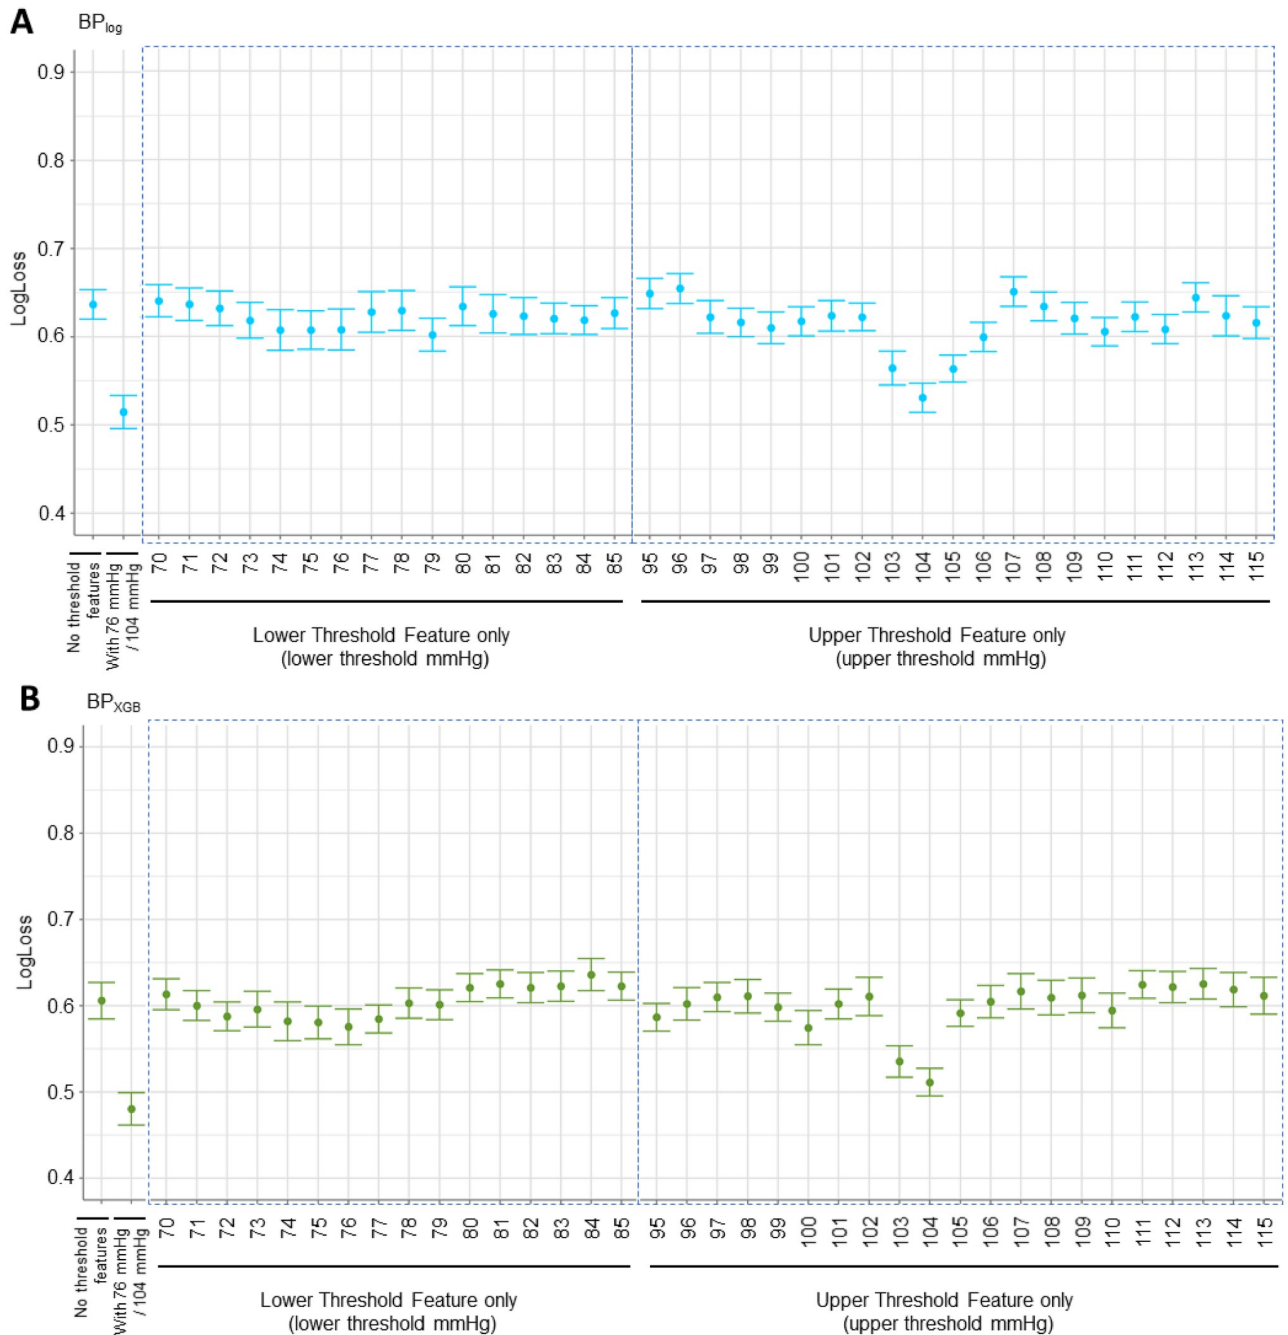 A
BPlog
0.9
0.8
0.7
0.6
0.5
0.4
LogLoss
No threshold
features
With 76 mmHg
/ 104 mmHg
70 71 72 73 74 75 76 77 78 79 80 81 82 83 84 85
95 96 97 98 99 100 101 102 103 104 105 106 107 108 109 110 111 112 113 114 115
Lower Threshold Feature only
(lower threshold mmHg)
Upper Threshold Feature only
(upper threshold mmHg)
B
BPXGB
0.9
0.8
0.7
0.6
0.5
0.4
LogLoss
No threshold
features
With 76 mmHg
/ 104 mmHg
70 71 72 73 74 75 76 77 78 79 80 81 82 83 84 85
95 96 97 98 99 100 101 102 103 104 105 106 107 108 109 110 111 112 113 114 115
Lower Threshold Feature only
(lower threshold mmHg)
Upper Threshold Feature only
(upper threshold mmHg)